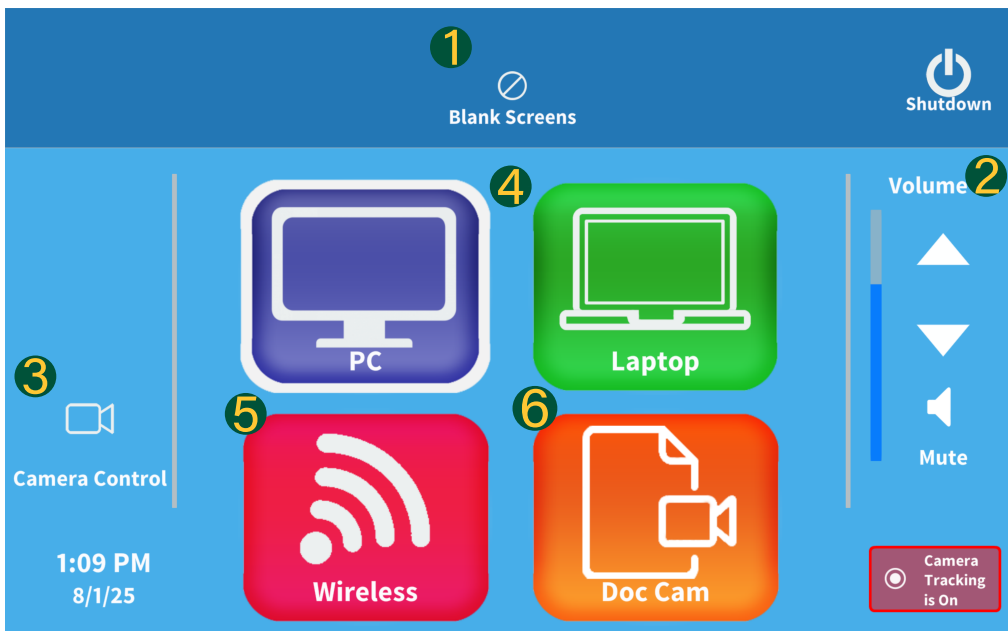 1
Blank Screens
Shutdown
Volume
2
4
PC
Laptop
3
Camera Control
Mute
5
6
Wireless
Doc Cam
1:09 PM
8/1/25
Camera
Tracking
is On